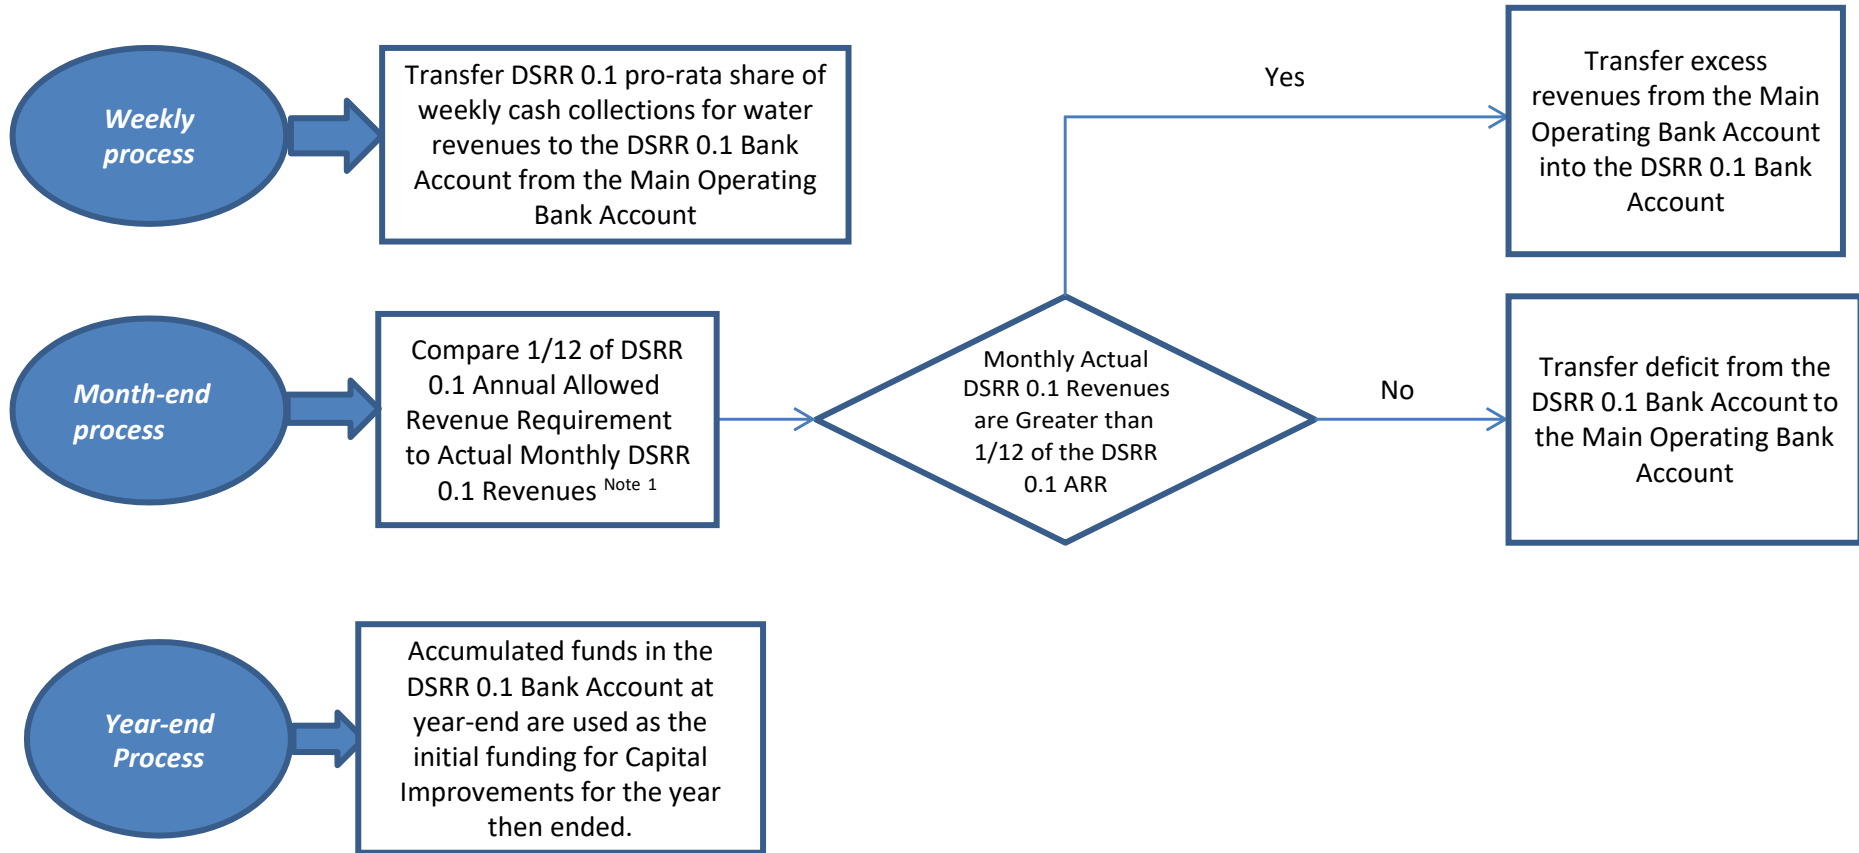 Weekly
process
Transfer DSRR 0.1 pro-rata share of
weekly cash collections for water
revenues to the DSRR 0.1 Bank
Account from the Main Operating
Bank Account
Yes
Transfer excess
revenues from the Main
Operating Bank Account
into the DSRR 0.1 Bank
Account
Month-end
process
Compare 1/12 of DSRR
0.1 Annual Allowed
Revenue Requirement
to Actual Monthly DSRR
0.1 Revenues Note 1
Monthly Actual
DSRR 0.1 Revenues
are Greater than
1/12 of the DSRR
0.1 ARR
No
Transfer deficit from the
DSRR 0.1 Bank Account to
the Main Operating Bank
Account
Year-end
Process
Accumulated funds in the
DSRR 0.1 Bank Account at
year-end are used as the
initial funding for Capital
Improvements for the year
then ended.